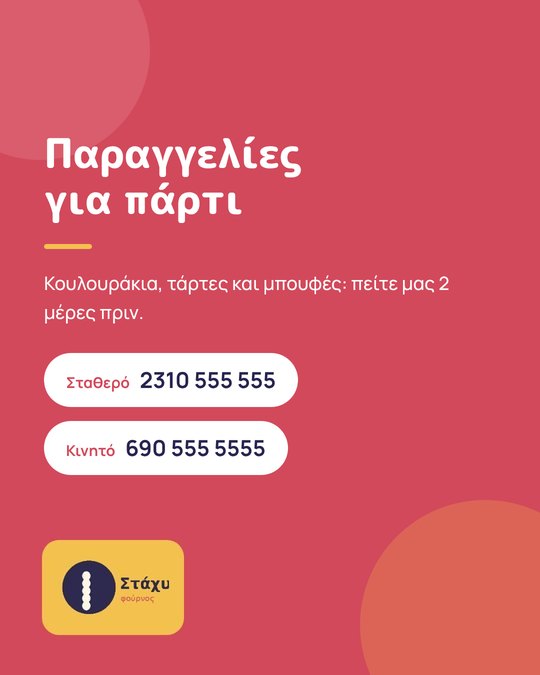 Παραγγελίες
για πάρτι
Κουλουράκια, τάρτες και μπουφές: πείτε μας 2
μέρες πριν.
Σταθερό 2310 555 555
Κινητό 690 555 5555
Στάχυ
φούρνος